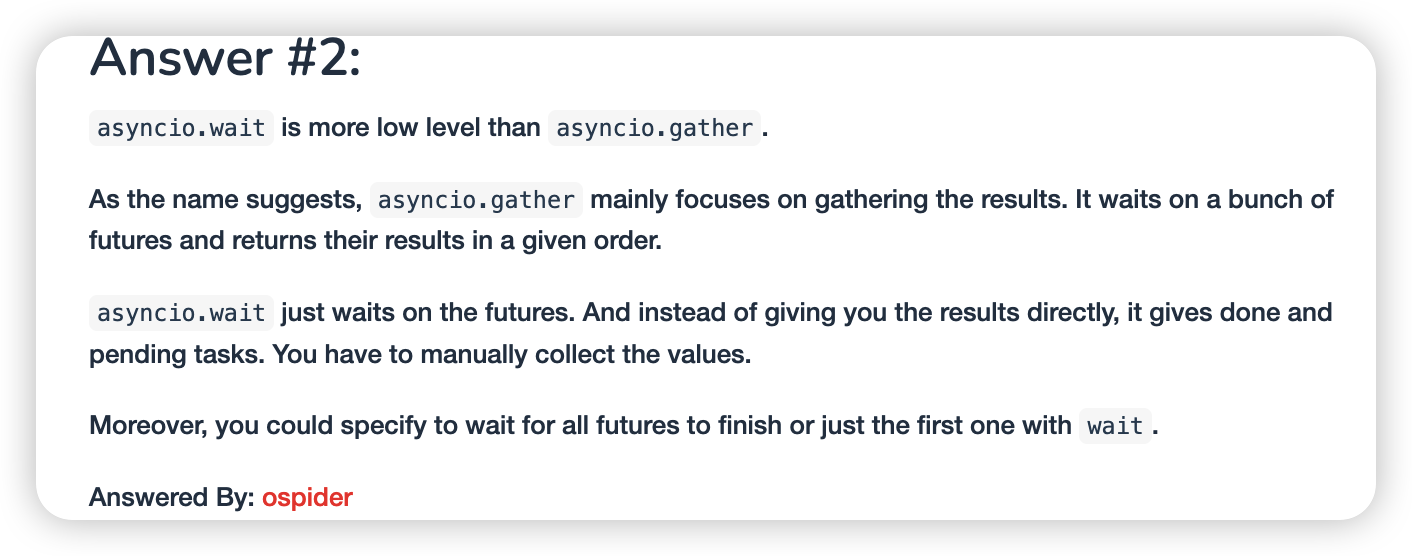 Answer #2:
asyncio.wait is more low level than asyncio.gather.
As the name suggests, asyncio.gather mainly focuses on gathering the results. It waits on a bunch of
futures and returns their results in a given order.
asyncio.wait just waits on the futures. And instead of giving you the results directly, it gives done and
pending tasks. You have to manually collect the values.
Moreover, you could specify to wait for all futures to finish or just the first one with wait.
Answered By: ospider